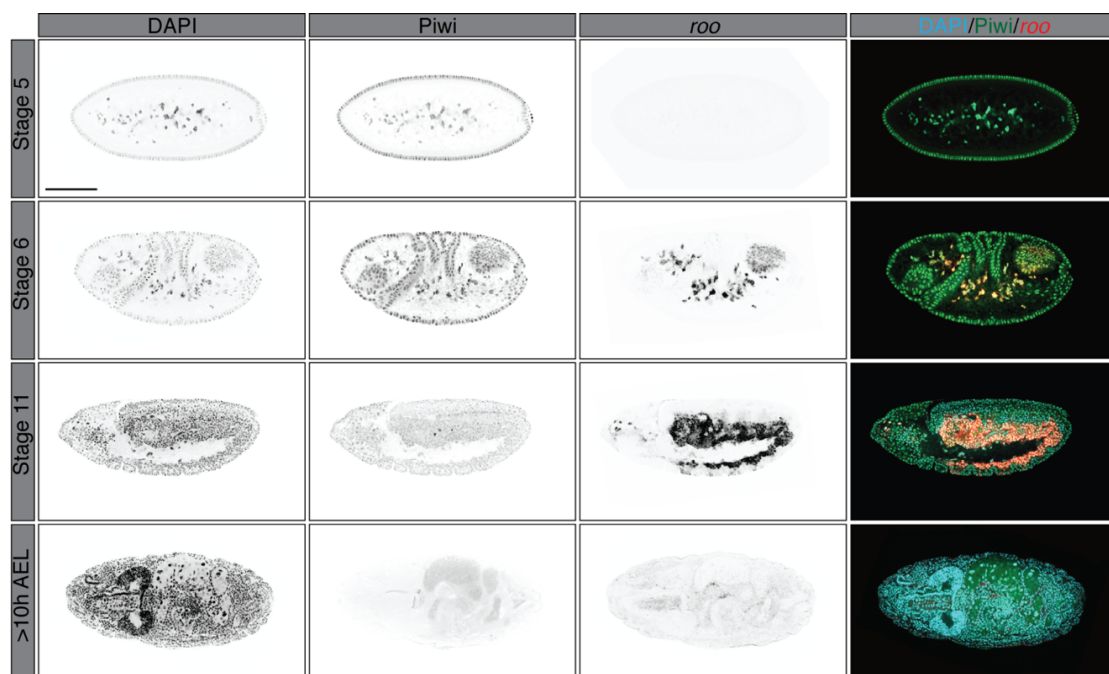 DAPI Piwi roo DAPI/Piwi/roo
Stage 5
Stage 6
Stage 11
>10h AEL